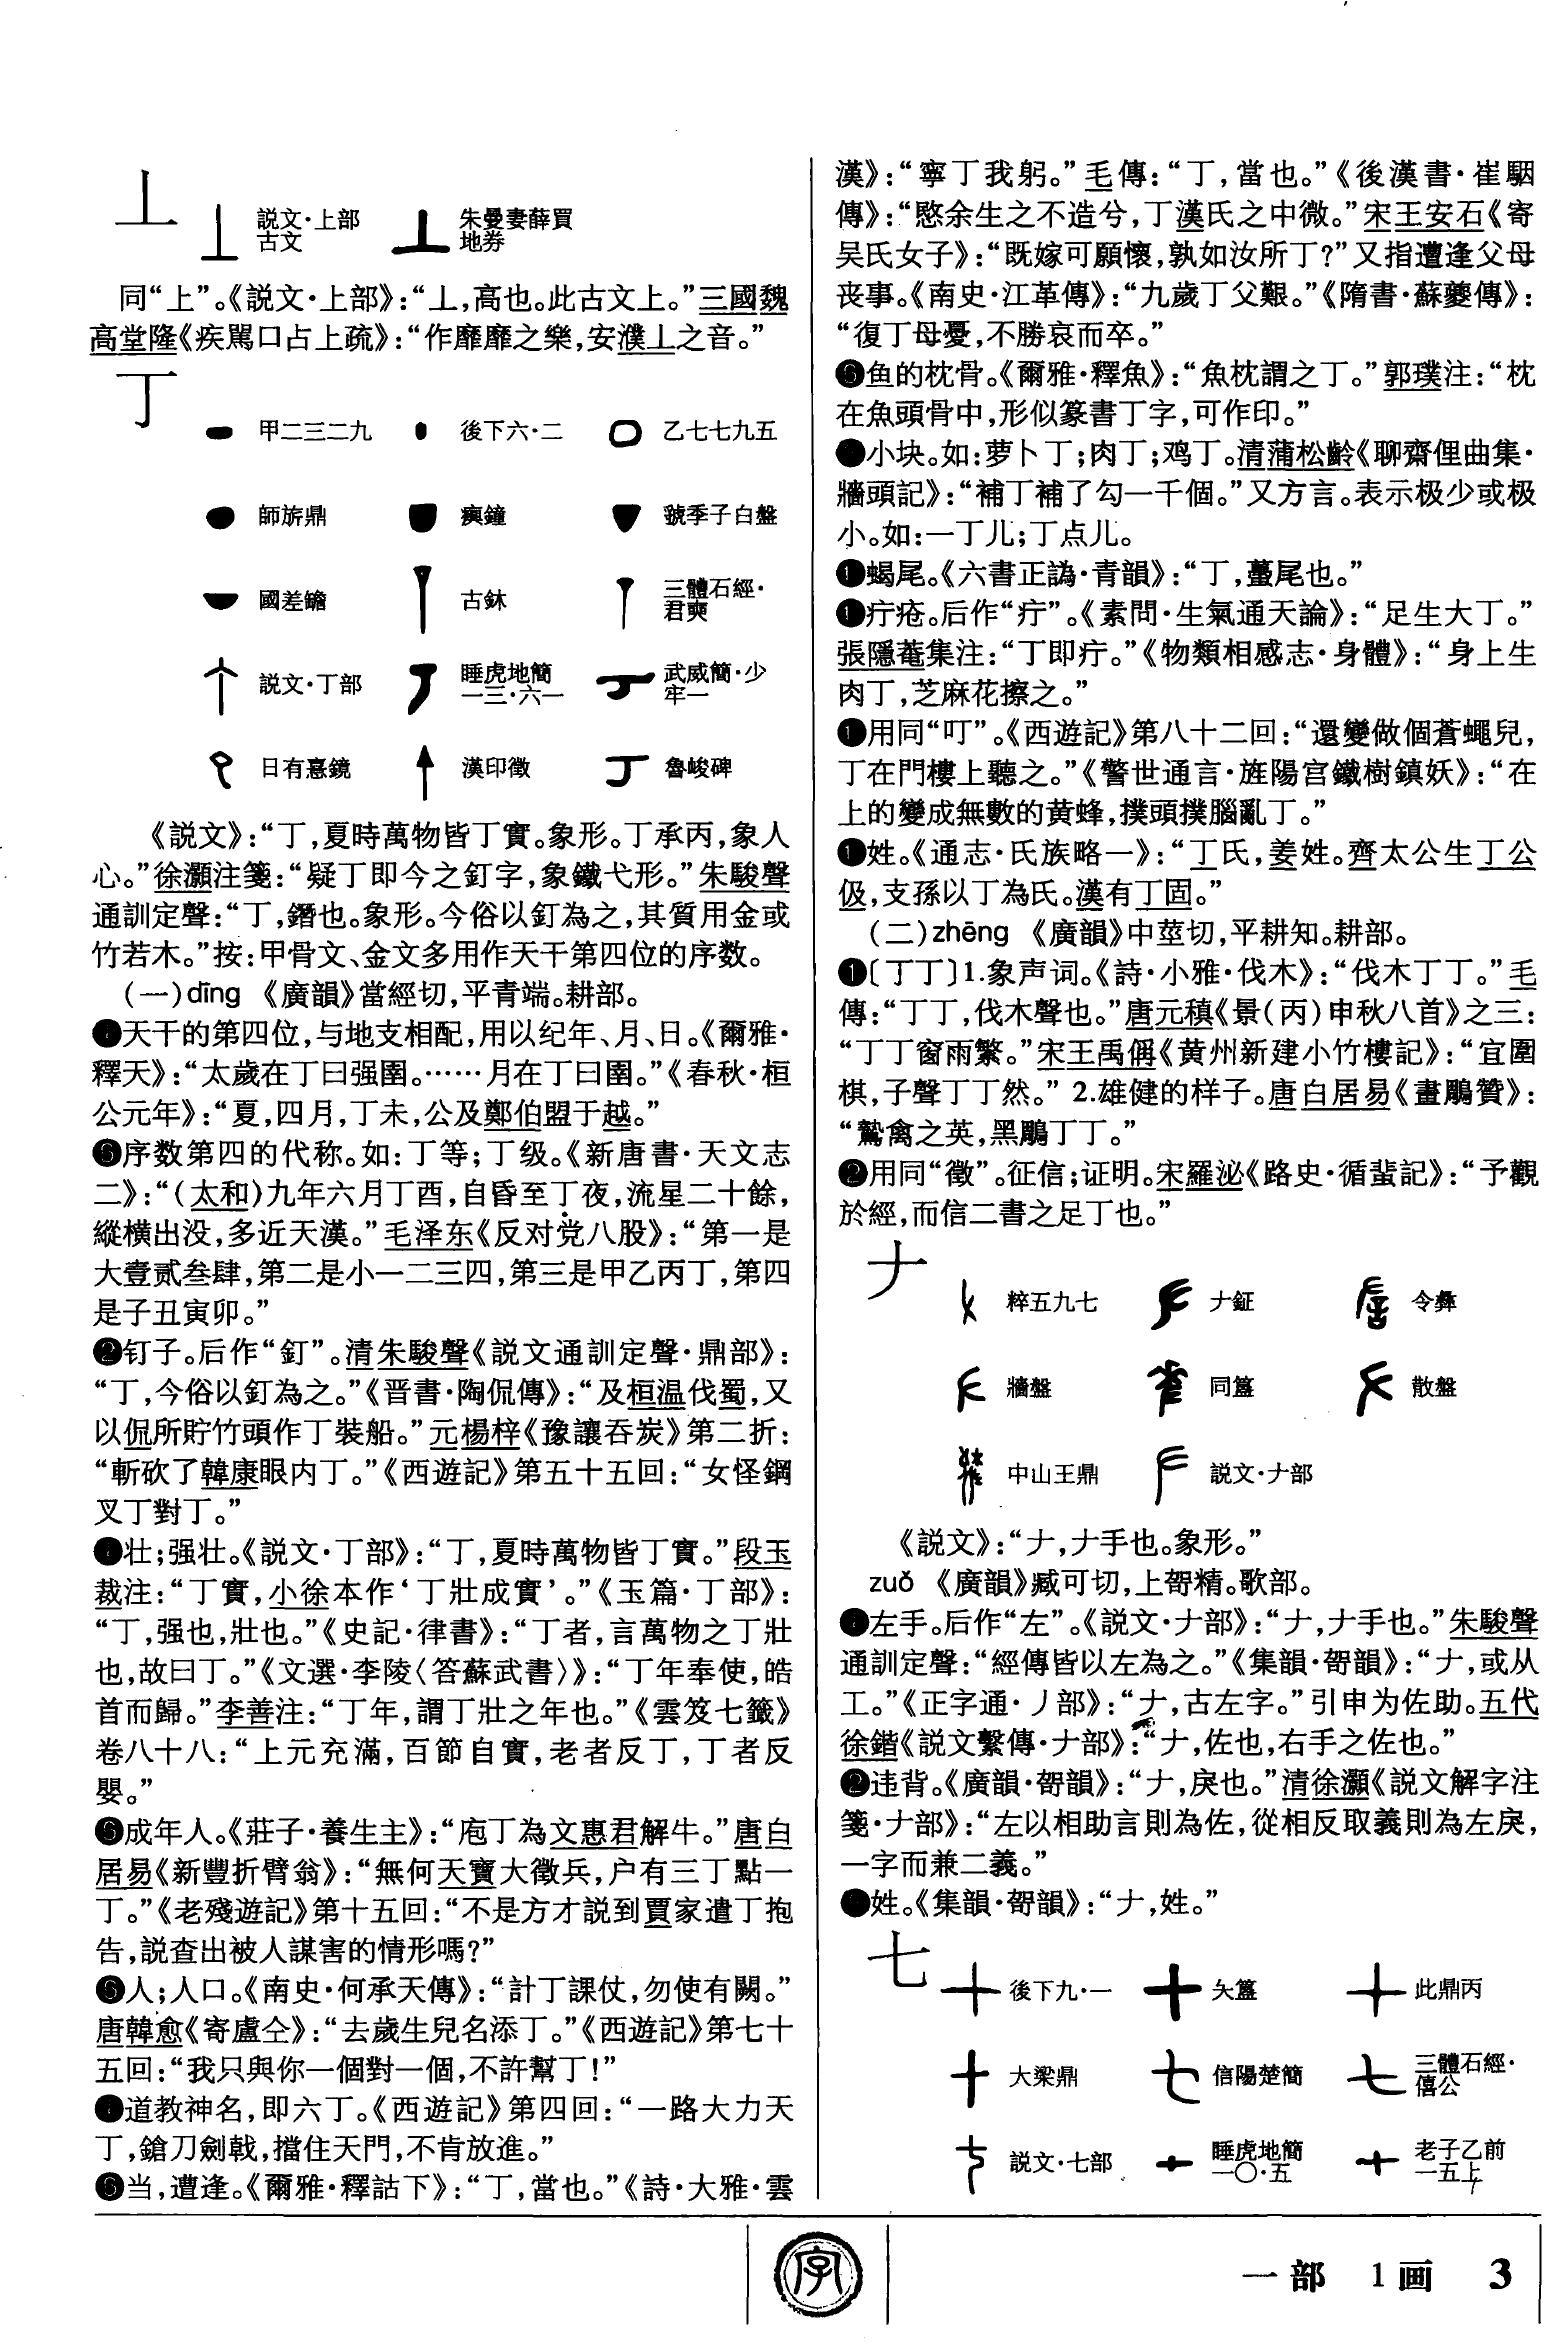 丄
説文·上部
古文
朱曼妻薛買
地券
同“上”。《説文·上部》：“丄，高也。此古文上。”三國魏
高堂隆《疾篤口占上疏》：“作靡靡之樂，安濮丄之音。”
丁
甲二三二九 後下六·二 乙七七九五
師旂鼎 𤼈鐘 虢季子白盤
國差𦉜 古鉨 三體石經·
君奭
説文·丁部 睡虎地簡
一三·六一 武威簡·少
牢一
日有憙鏡 漢印徵 魯峻碑
《説文》：“丁，夏時萬物皆丁實。象形。丁承丙，象人
心。”徐灝注箋：“疑丁即今之釘字，象鐵弋形。”朱駿聲
通訓定聲：“丁，鐕也。象形。今俗以釘為之，其質用金或
竹若木。”按：甲骨文、金文多用作天干第四位的序数。
（一）dīng 《廣韻》當經切，平青端。耕部。
天干的第四位，与地支相配，用以纪年、月、日。《爾雅·
釋天》：“太歲在丁曰强圉。……月在丁曰圉。”《春秋·桓
公元年》：“夏，四月，丁未，公及鄭伯盟于越。”
序数第四的代称。如：丁等；丁级。《新唐書·天文志
二》：“（太和）九年六月丁酉，自昏至丁夜，流星二十餘，
縱横出没，多近天漢。”毛泽东《反对党八股》：“第一是
大壹贰叁肆，第二是小一二三四，第三是甲乙丙丁，第四
是子丑寅卯。”
❷钉子。后作“釘”。清朱駿聲《説文通訓定聲·鼎部》：
“丁，今俗以釘為之。”《晋書·陶侃傳》：“及桓温伐蜀，又
以侃所貯竹頭作丁裝船。”元楊梓《豫讓吞炭》第二折：
“斬砍了韓康眼内丁。”《西遊記》第五十五回：“女怪鋼
叉丁對丁。”
壮；强壮。《説文·丁部》：“丁，夏時萬物皆丁實。”段玉
裁注：“丁實，小徐本作‘丁壯成實’。”《玉篇·丁部》：
“丁，强也，壯也。”《史記·律書》：“丁者，言萬物之丁壯
也，故曰丁。”《文選·李陵〈答蘇武書〉》：“丁年奉使，皓
首而歸。”李善注：“丁年，謂丁壯之年也。”《雲笈七籤》
卷八十八：“上元充滿，百節自實，老者反丁，丁者反
嬰。”
成年人。《莊子·養生主》：“庖丁為文惠君解牛。”唐白
居易《新豐折臂翁》：“無何天寶大徵兵，户有三丁點一
丁。”《老殘遊記》第十五回：“不是方才説到賈家遣丁抱
告，説查出被人謀害的情形嗎？”
人；人口。《南史·何承天傳》：“計丁課仗，勿使有闕。”
唐韓愈《寄盧仝》：“去歲生兒名添丁。”《西遊記》第七十
五回：“我只與你一個對一個，不許幫丁！”
道教神名，即六丁。《西遊記》第四回：“一路大力天
丁，鎗刀劍戟，擋住天門，不肯放進。”
当，遭逢。《爾雅·釋詁下》：“丁，當也。”《詩·大雅·雲
漢》：“寧丁我躬。”毛傳：“丁，當也。”《後漢書·崔駰
傳》：“愍余生之不造兮，丁漢氏之中微。”宋王安石《寄
吴氏女子》：“既嫁可願懷，孰如汝所丁？”又指遭逢父母
丧事。《南史·江革傳》：“九歲丁父艱。”《隋書·蘇夔傳》：
“復丁母憂，不勝哀而卒。”
鱼的枕骨。《爾雅·釋魚》：“魚枕謂之丁。”郭璞注：“枕
在魚頭骨中，形似篆書丁字，可作印。”
小块。如：萝卜丁；肉丁；鸡丁。清蒲松齡《聊齋俚曲集·
牆頭記》：“補丁補了勾一千個。”又方言。表示极少或极
小。如：一丁儿；丁点儿。
蝎尾。《六書正譌·青韻》：“丁，蠆尾也。”
疔疮。后作“疔”。《素問·生氣通天論》：“足生大丁。”
張隱菴集注：“丁即疔。”《物類相感志·身體》：“身上生
肉丁，芝麻花擦之。”
用同“叮”。《西遊記》第八十二回：“還變做個蒼蠅兒，
丁在門樓上聽之。”《警世通言·旌陽宫鐵樹鎮妖》：“在
上的變成無數的黄蜂，撲頭撲腦亂丁。”
姓。《通志·氏族略一》：“丁氏，姜姓。齊太公生丁公
伋，支孫以丁為氏。漢有丁固。”
（二）zhēng 《廣韻》中莖切，平耕知。耕部。
❶〔丁丁〕1.象声词。《詩·小雅·伐木》：“伐木丁丁。”毛
傳：“丁丁，伐木聲也。”唐元稹《景（丙）申秋八首》之三：
“丁丁窗雨繁。”宋王禹偁《黄州新建小竹樓記》：“宜圍
棋，子聲丁丁然。” 2.雄健的样子。唐白居易《畫鵰贊》：
“鷙禽之英，黑鵰丁丁。”
❷用同“徵”。征信；证明。宋羅泌《路史·循蜚記》：“予觀
於經，而信二書之足丁也。”
𠂇
粹五九七 𠂇鉦 令彝
牆盤 同簋 散盤
中山王鼎 説文·𠂇部
《説文》：“𠂇，𠂇手也。象形。”
zuǒ 《廣韻》臧可切，上哿精。歌部。
左手。后作“左”。《説文·𠂇部》：“𠂇，𠂇手也。”朱駿聲
通訓定聲：“經傳皆以左為之。”《集韻·哿韻》：“𠂇，或从
工。”《正字通·丿部》：“𠂇，古左字。”引申为佐助。五代
徐鍇《説文繫傳·𠂇部》：“𠂇，佐也，右手之佐也。”
❷违背。《廣韻·哿韻》：“𠂇，戾也。”清徐灝《説文解字注
箋·𠂇部》：“左以相助言則為佐，從相反取義則為左戾，
一字而兼二義。”
姓。《集韻·哿韻》：“𠂇，姓。”
七
後下九·一 矢簋 此鼎丙
大梁鼎 信陽楚簡 三體石經·
僖公
説文·七部 睡虎地簡
一〇·五 老子乙前
一五上
字
一部 1画 3